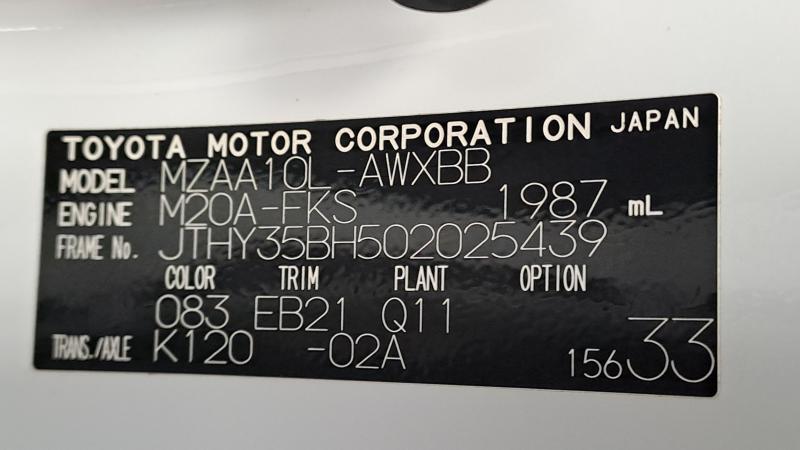 TOYOTA MOTOR CORPORATION JAPAN
MODEL MZAA10L-AWXBB
ENGINE M20A-FKS 1987 mL
FRAME No. JTHY35BH502025439
COLOR TRIM PLANT OPTION
083 EB21 Q11
TRANS./AXLE K120 -02A 15633